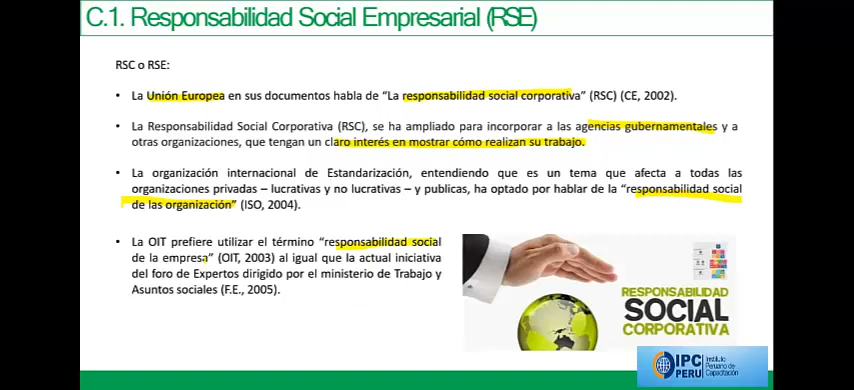 C.1. Responsabilidad Social Empresarial (RSE)
RSC o RSE:
• La Unión Europea en sus documentos habla de “La responsabilidad social corporativa” (RSC) (CE, 2002).
• La Responsabilidad Social Corporativa (RSC), se ha ampliado para incorporar a las agencias gubernamentales y a
otras organizaciones, que tengan un claro interés en mostrar cómo realizan su trabajo.
• La organización internacional de Estandarización, entendiendo que es un tema que afecta a todas las
organizaciones privadas – lucrativas y no lucrativas – y publicas, ha optado por hablar de la “responsabilidad social
de las organización” (ISO, 2004).
• La OIT prefiere utilizar el término “responsabilidad social
de la empresa” (OIT, 2003) al igual que la actual iniciativa
del foro de Expertos dirigido por el ministerio de Trabajo y
Asuntos sociales (F.E., 2005).
RESPONSABILIDAD
SOCIAL
CORPORATIVA
IPC
PERÚ
Instituto
Peruano de
Capacitación